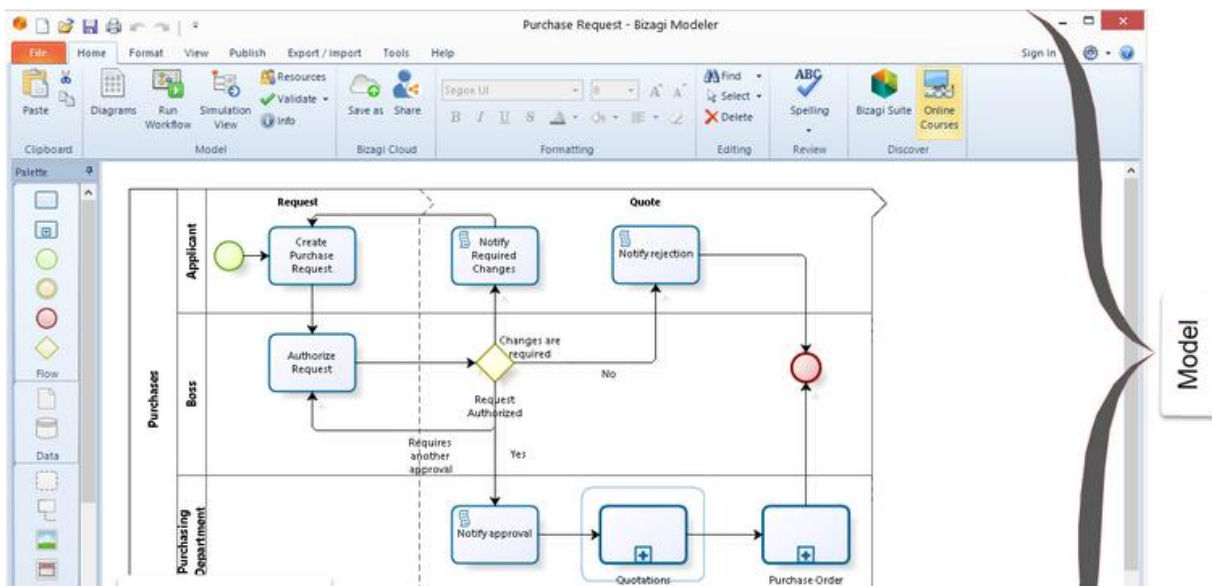 Purchase Request - Bizagi Modeler
File Home Format View Publish Export / Import Tools Help Sign In
Paste
Clipboard
Diagrams
Run
Workflow
Simulation
View
Resources
Validate
Info
Model
Save as Share
Bizagi Cloud
Segoe UI 8 A A
B I U S A
Formatting
Find
Select
Delete
Editing
ABC
Spelling
Review
Bizagi Suite
Online
Courses
Discover
Palette
Flow
Data
Purchases
Applicant
Boss
Purchasing
Department
Request
Quote
Create
Purchase
Request
Notify
Required
Changes
Notify rejection
Authorize
Request
Changes are
required
No
Request
Authorized
Requires
another
approval
Yes
Notify approval
Quotations
Purchase Order
Model